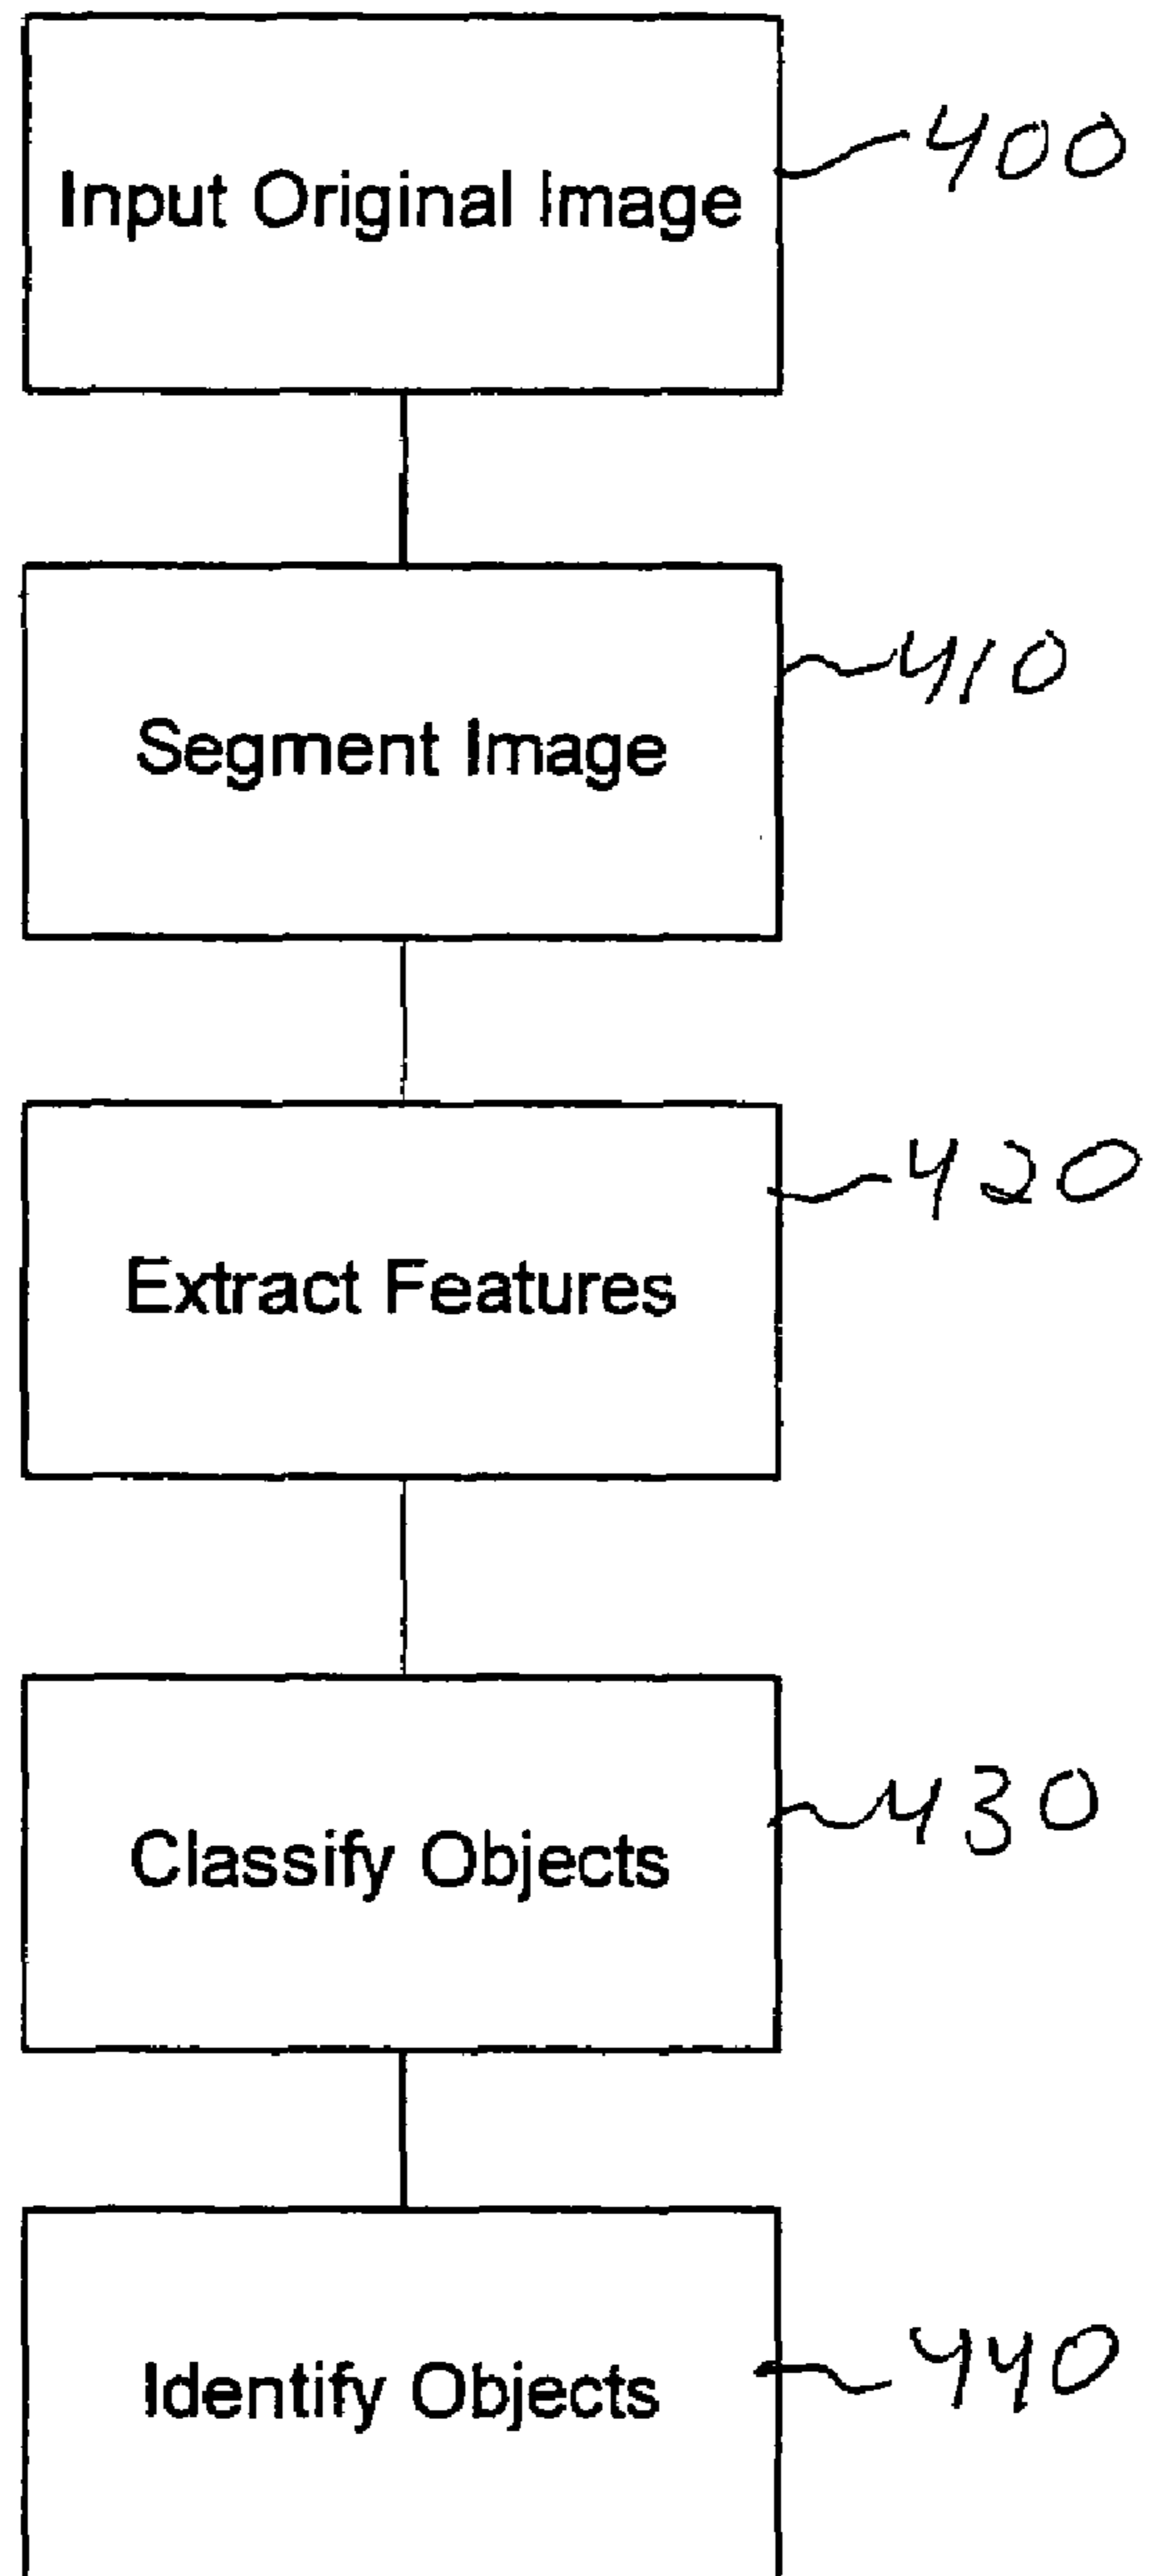 Input Original Image
400
Segment Image
410
Extract Features
420
Classify Objects
430
Identify Objects
440